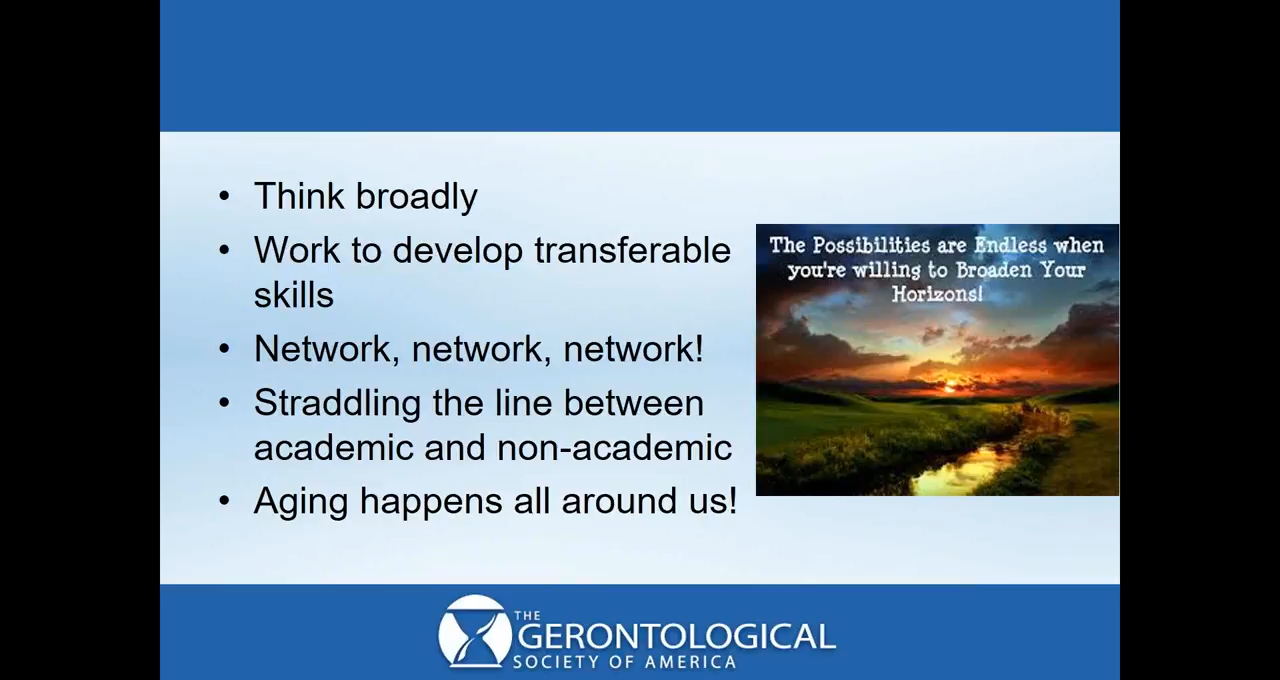 • Think broadly
• Work to develop transferable
skills
• Network, network, network!
• Straddling the line between
academic and non-academic
• Aging happens all around us!
The Possibilities are Endless when
you're willing to Broaden Your
Horizons!
THE
GERONTOLOGICAL
SOCIETY OF AMERICA